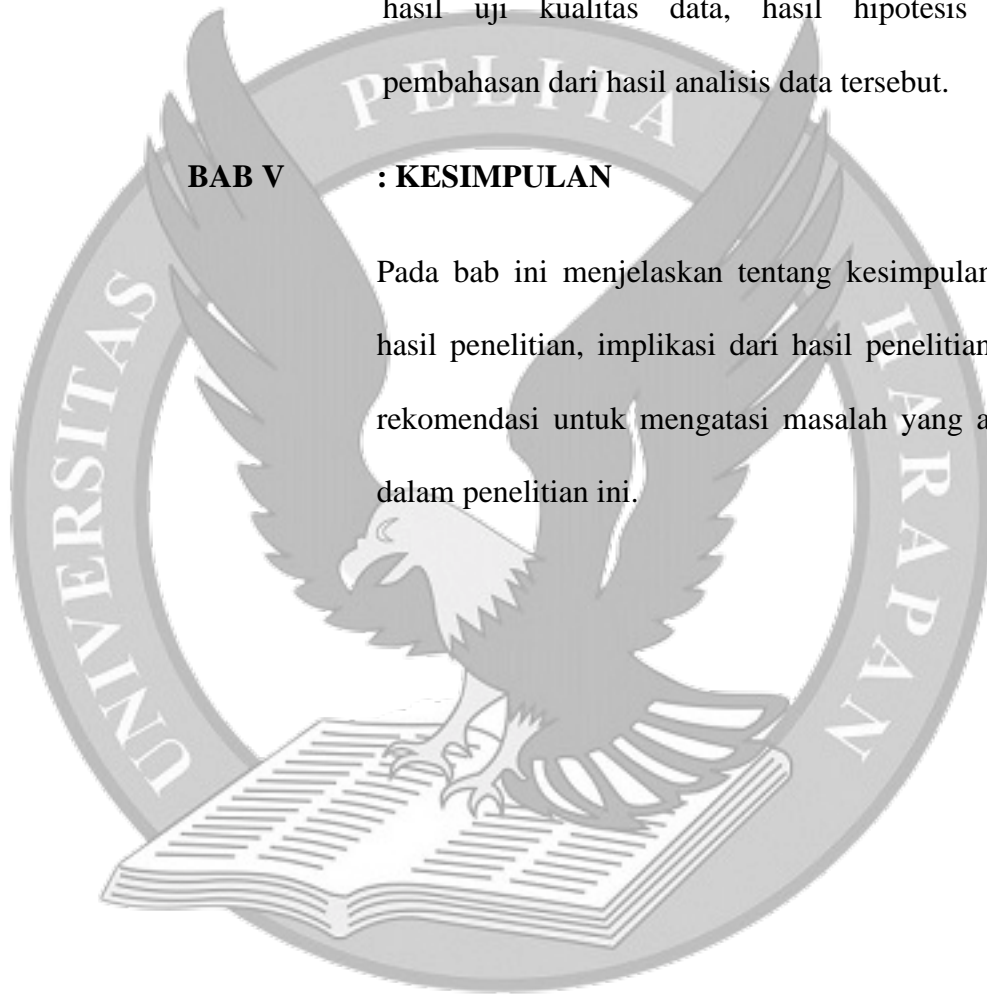 hasil uji kualitas data, hasil hipotesis
pembahasan dari hasil analisis data tersebut.
BAB V : KESIMPULAN
Pada bab ini menjelaskan tentang kesimpulan
hasil penelitian, implikasi dari hasil penelitian
rekomendasi untuk mengatasi masalah yang a
dalam penelitian ini.
UNIVERSITAS PELITA HARAPAN